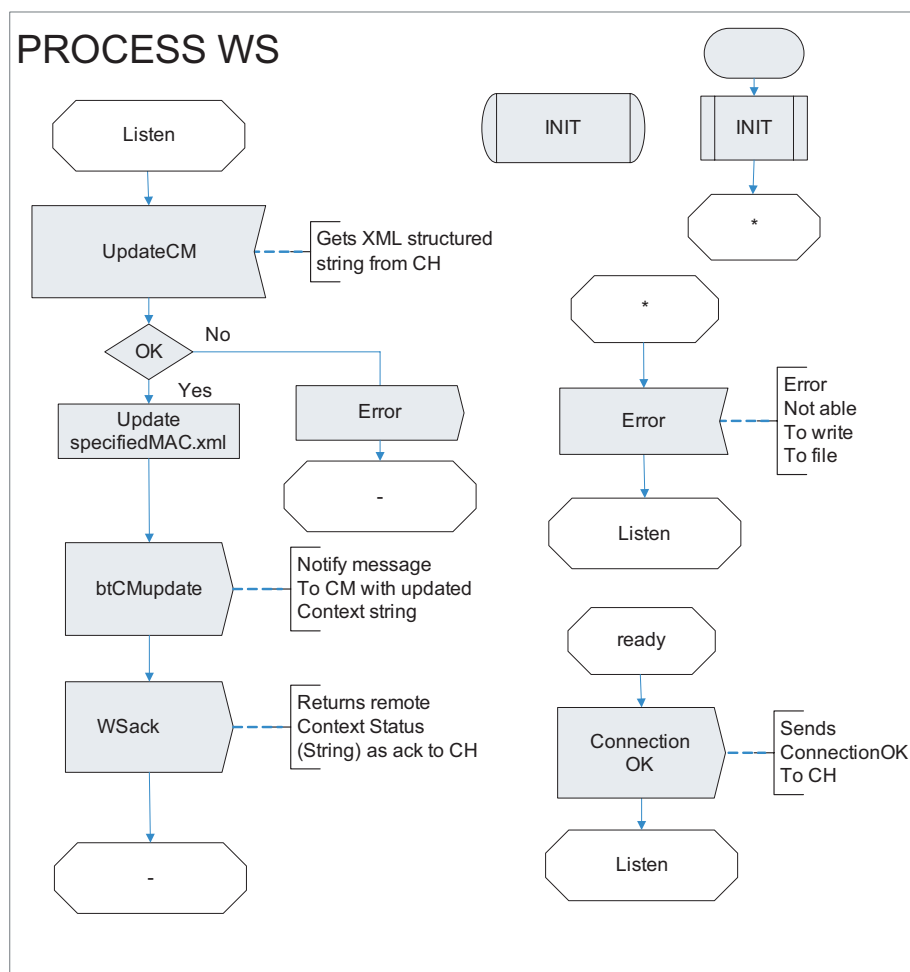 PROCESS WS
Listen
UpdateCM
Gets XML structured
string from CH
OK
No
Yes
Update
specifiedMAC.xml
Error
-
btCMupdate
Notify message
To CM with updated
Context string
WSack
Returns remote
Context Status
(String) as ack to CH
-
INIT
INIT
*
*
Error
Error
Not able
To write
To file
Listen
ready
Connection
OK
Sends
ConnectionOK
To CH
Listen